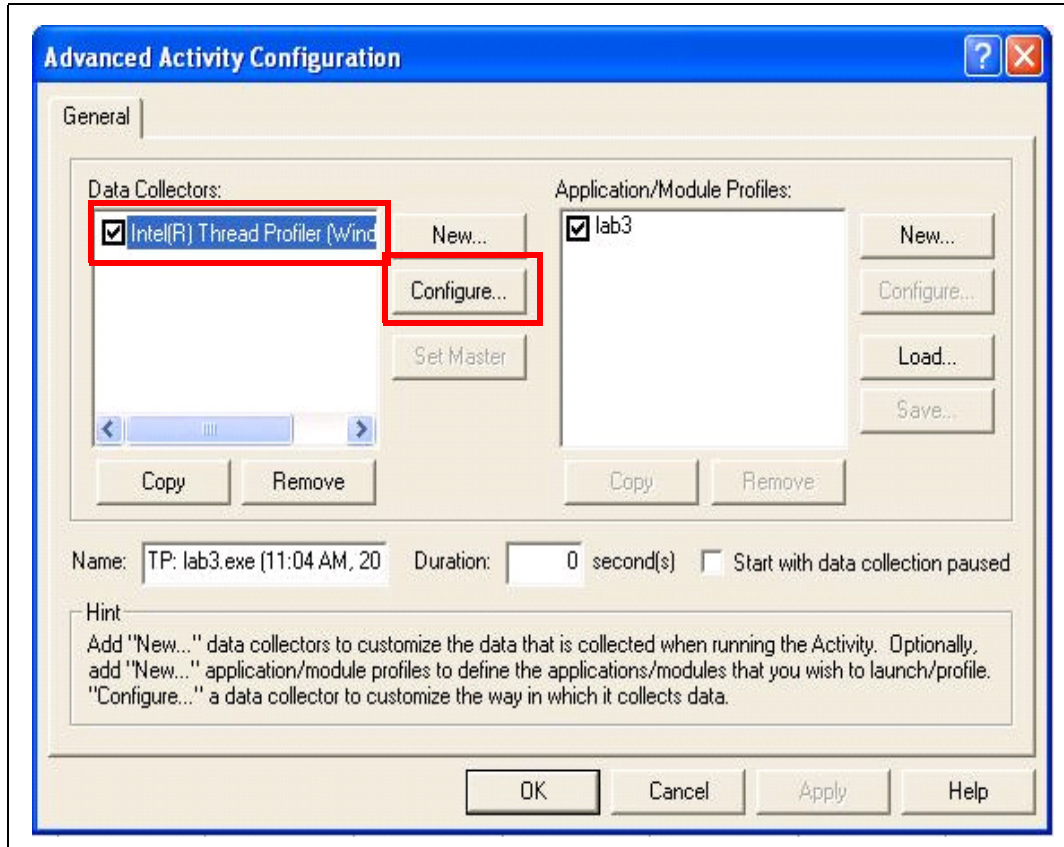 Advanced Activity Configuration
General
Data Collectors:
Intel(R) Thread Profiler (Wind
New...
Configure...
Set Master
Copy
Remove
Application/Module Profiles:
lab3
New...
Configure...
Load...
Save...
Copy
Remove
Name: TP: lab3.exe (11:04 AM, 20
Duration: 0 second(s)
Start with data collection paused
Hint
Add "New..." data collectors to customize the data that is collected when running the Activity. Optionally,
add "New..." application/module profiles to define the applications/modules that you wish to launch/profile.
"Configure..." a data collector to customize the way in which it collects data.
OK
Cancel
Apply
Help